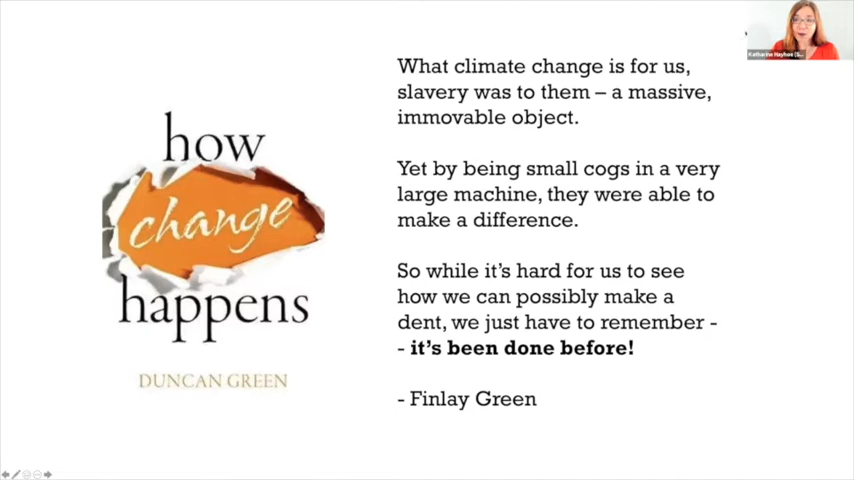 how
change
happens
DUNCAN GREEN
What climate change is for us,
slavery was to them – a massive,
immovable object.
Yet by being small cogs in a very
large machine, they were able to
make a difference.
So while it's hard for us to see
how we can possibly make a
dent, we just have to remember -
- it's been done before!
- Finlay Green
Katharine Hayhoe (S...